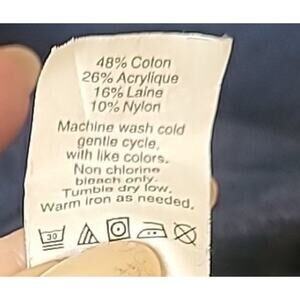 48% Coton
26% Acrylique
16% Laine
10% Nylon
Machine wash cold
gentle cycle,
with like colors.
Non chlorine
bleach only.
Tumble dry low.
Warm iron as needed.
30